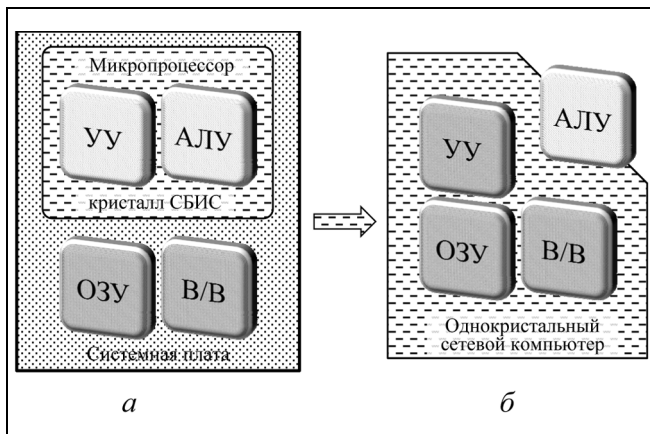 Микропроцессор
УУ
АЛУ
кристалл СБИС
ОЗУ
В/В
Системная плата
а
АЛУ
УУ
ОЗУ
В/В
Однокристальный
сетевой компьютер
б